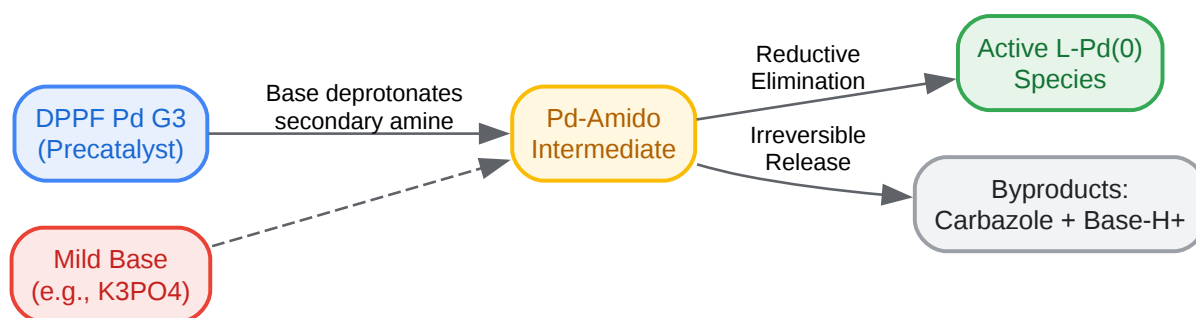 DPPF Pd G3
(Precatalyst)
Base deprotonates
secondary amine
Mild Base
(e.g., K3PO4)
Pd-Amido
Intermediate
Reductive
Elimination
Irreversible
Release
Active L-Pd(0)
Species
Byproducts:
Carbazole + Base-H+